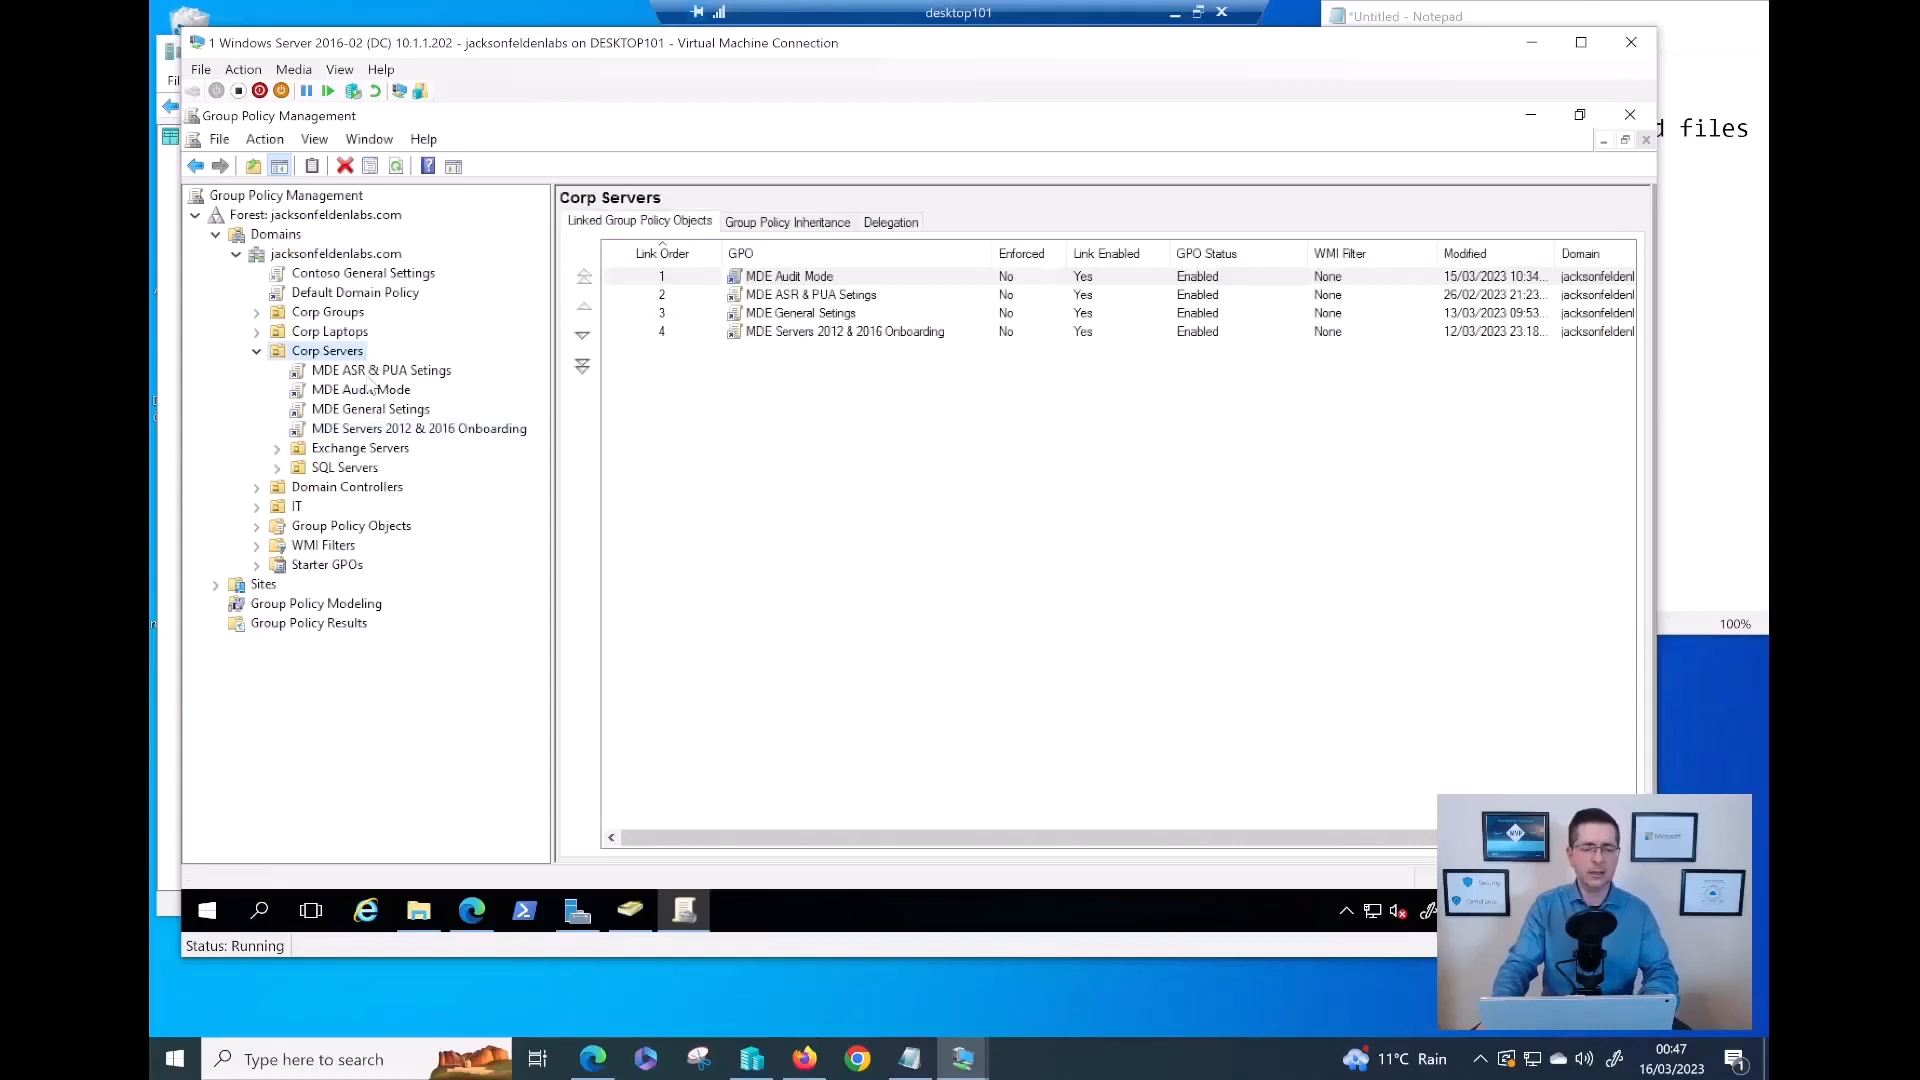 desktop101
*Untitled - Notepad
1 Windows Server 2016-02 (DC) 10.1.1.202 - jacksonfeldenlabs on DESKTOP101 - Virtual Machine Connection
File Action Media View Help
Group Policy Management
files
File Action View Window Help
Group Policy Management
Forest: jacksonfeldenlabs.com
Domains
jacksonfeldenlabs.com
Contoso General Settings
Default Domain Policy
Corp Groups
Corp Laptops
Corp Servers
MDE ASR & PUA Setings
MDE Audit Mode
MDE General Setings
MDE Servers 2012 & 2016 Onboarding
Exchange Servers
SQL Servers
Domain Controllers
IT
Group Policy Objects
WMI Filters
Starter GPOs
Sites
Group Policy Modeling
Group Policy Results
Corp Servers
Linked Group Policy Objects Group Policy Inheritance Delegation
Link Order GPO Enforced Link Enabled GPO Status WMI Filter Modified Domain
1 MDE Audit Mode No Yes Enabled None 15/03/2023 10:34... jacksonfeldenl
2 MDE ASR & PUA Setings No Yes Enabled None 26/02/2023 21:23... jacksonfeldenl
3 MDE General Setings No Yes Enabled None 13/03/2023 09:53... jacksonfeldenl
4 MDE Servers 2012 & 2016 Onboarding No Yes Enabled None 12/03/2023 23:18... jacksonfeldenl
100%
MVP
Microsoft
Security
Compliance
Status: Running
Type here to search
11°C Rain
00:47
16/03/2023
1